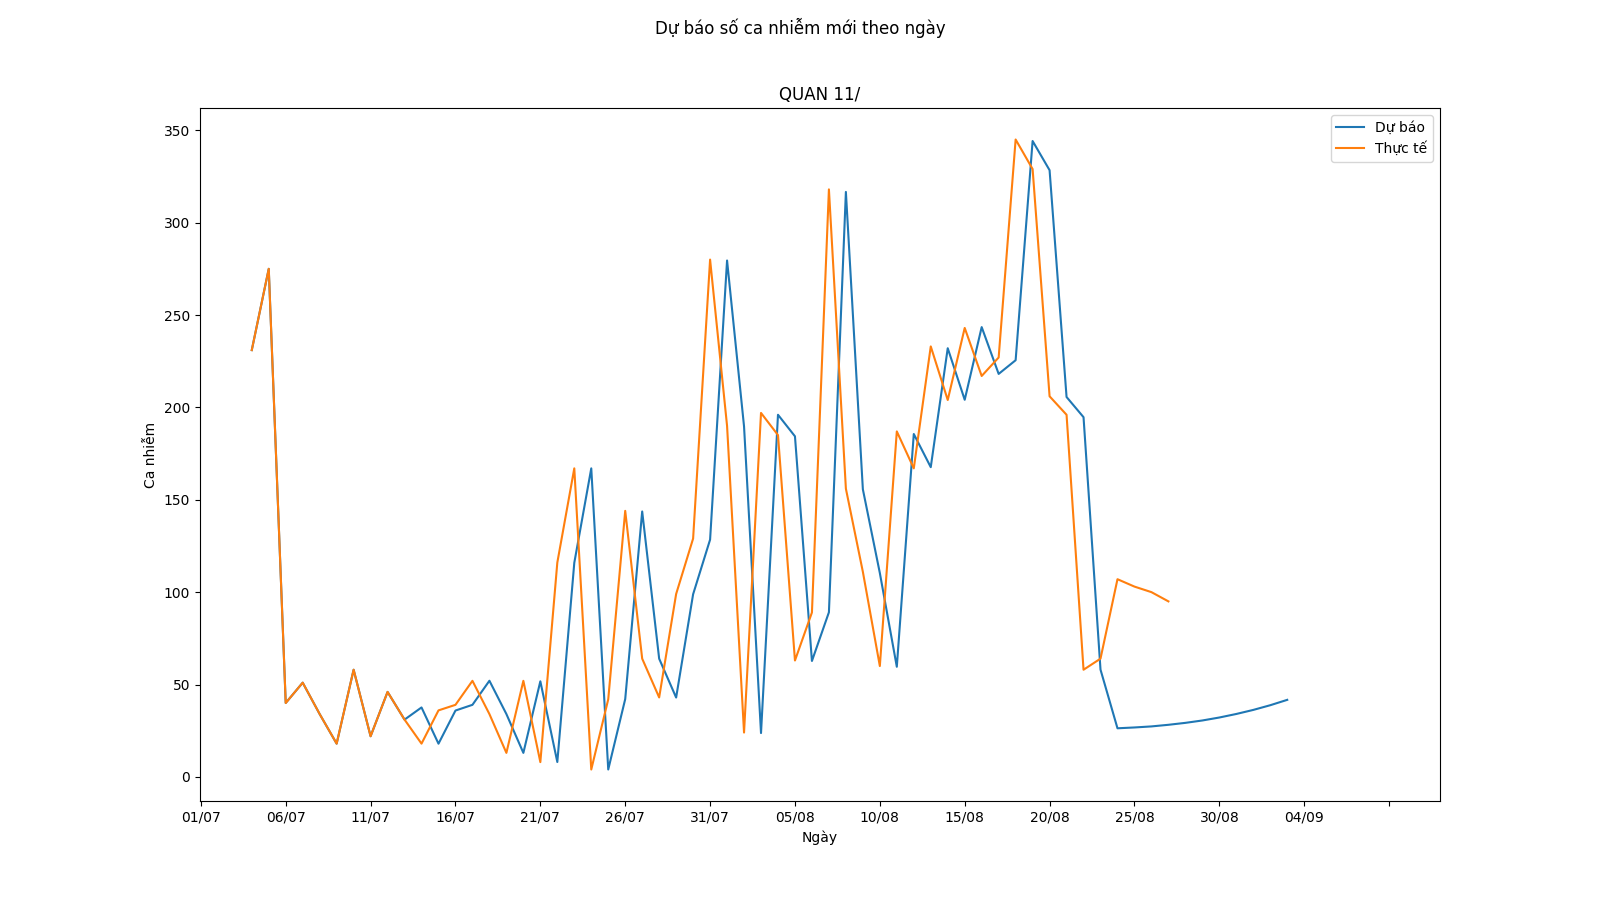 Dự báo số ca nhiễm mới theo ngày
QUAN 11/
Dự báo
Thực tế
350
300
250
200
150
100
50
0
Ca nhiễm
01/07 06/07 11/07 16/07 21/07 26/07 31/07 05/08 10/08 15/08 20/08 25/08 30/08 04/09
Ngày